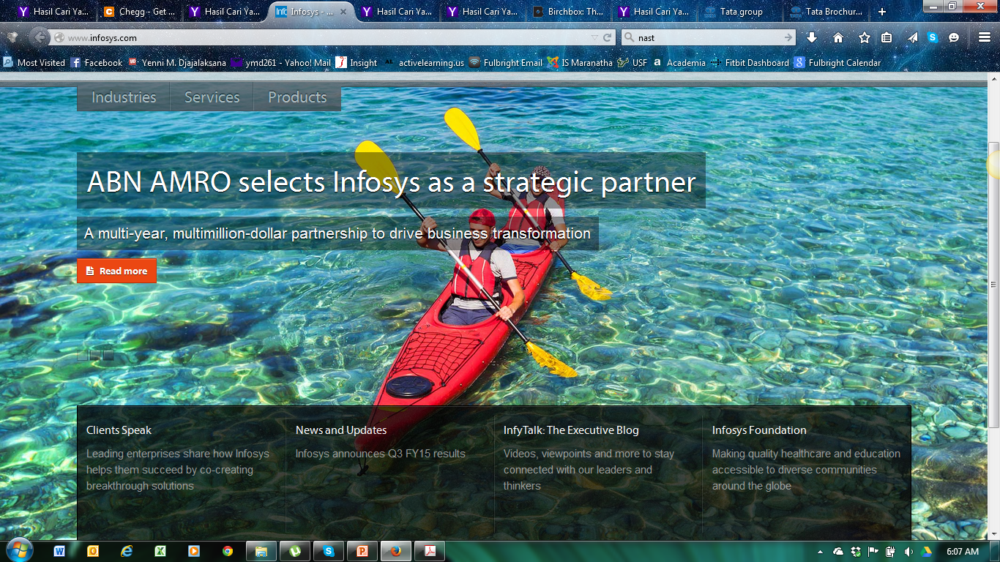 Hasil Cari Ya...
Chegg - Get ...
Hasil Cari Ya...
Infosys - ...
Hasil Cari Ya...
Hasil Cari Ya...
Birchbox: Th...
Hasil Cari Ya...
Tata group
Tata Brochur...
www.infosys.com
nast
Most Visited
Facebook
Yenni M. Djajalaksana
ymd261 - Yahoo! Mail
Insight
activelearning.us
Fulbright Email
IS Maranatha
USF
Academia
Fitbit Dashboard
Fulbright Calendar
Industries
Services
Products
ABN AMRO selects Infosys as a strategic partner
A multi-year, multimillion-dollar partnership to drive business transformation
Read more
Clients Speak
Leading enterprises share how Infosys
helps them succeed by co-creating
breakthrough solutions
News and Updates
Infosys announces Q3 FY15 results
InfyTalk: The Executive Blog
Videos, viewpoints and more to stay
connected with our leaders and
thinkers
Infosys Foundation
Making quality healthcare and education
accessible to diverse communities
around the globe
6:07 AM